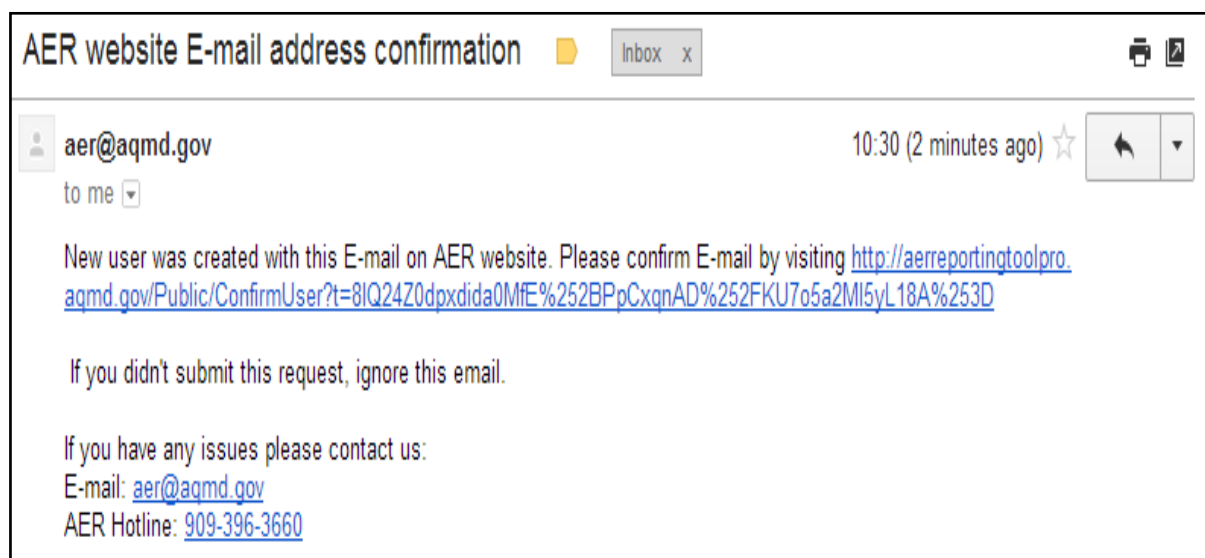 AER website E-mail address confirmation
Inbox x
aer@aqmd.gov
10:30 (2 minutes ago)
to me
New user was created with this E-mail on AER website. Please confirm E-mail by visiting http://aerreportingtoolpro.
aqmd.gov/Public/ConfirmUser?t=8lQ24Z0dpxdida0MfE%252BPpCxqnAD%252FKU7o5a2Ml5yL18A%253D
If you didn't submit this request, ignore this email.
If you have any issues please contact us:
E-mail: aer@aqmd.gov
AER Hotline: 909-396-3660